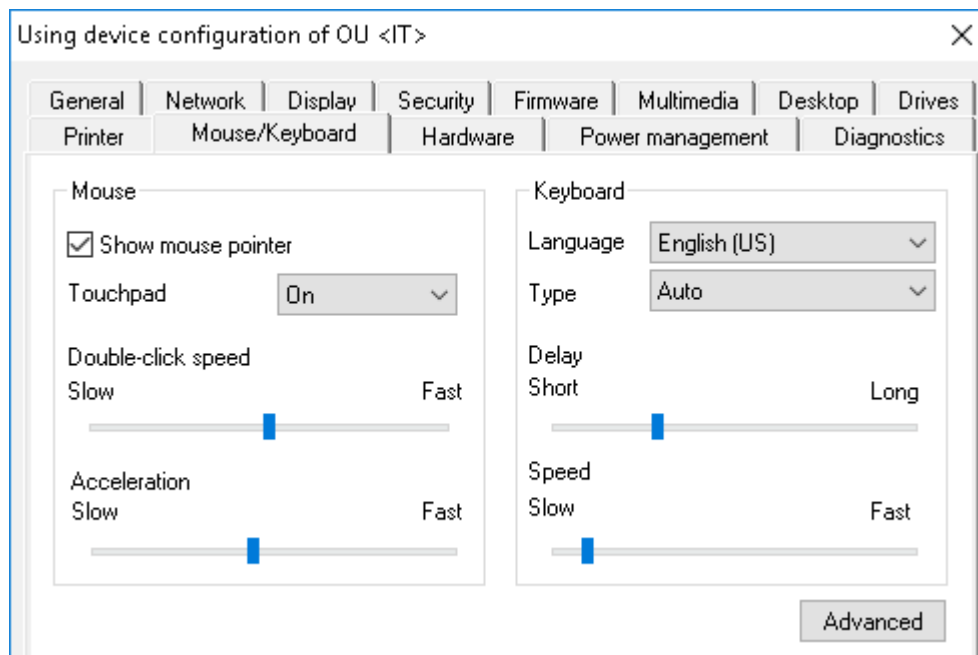 Using device configuration of OU <IT>
General Network Display Security Firmware Multimedia Desktop Drives
Printer Mouse/Keyboard Hardware Power management Diagnostics
Mouse
Show mouse pointer
Touchpad On
Double-click speed
Slow Fast
Acceleration
Slow Fast
Keyboard
Language English (US)
Type Auto
Delay
Short Long
Speed
Slow Fast
Advanced